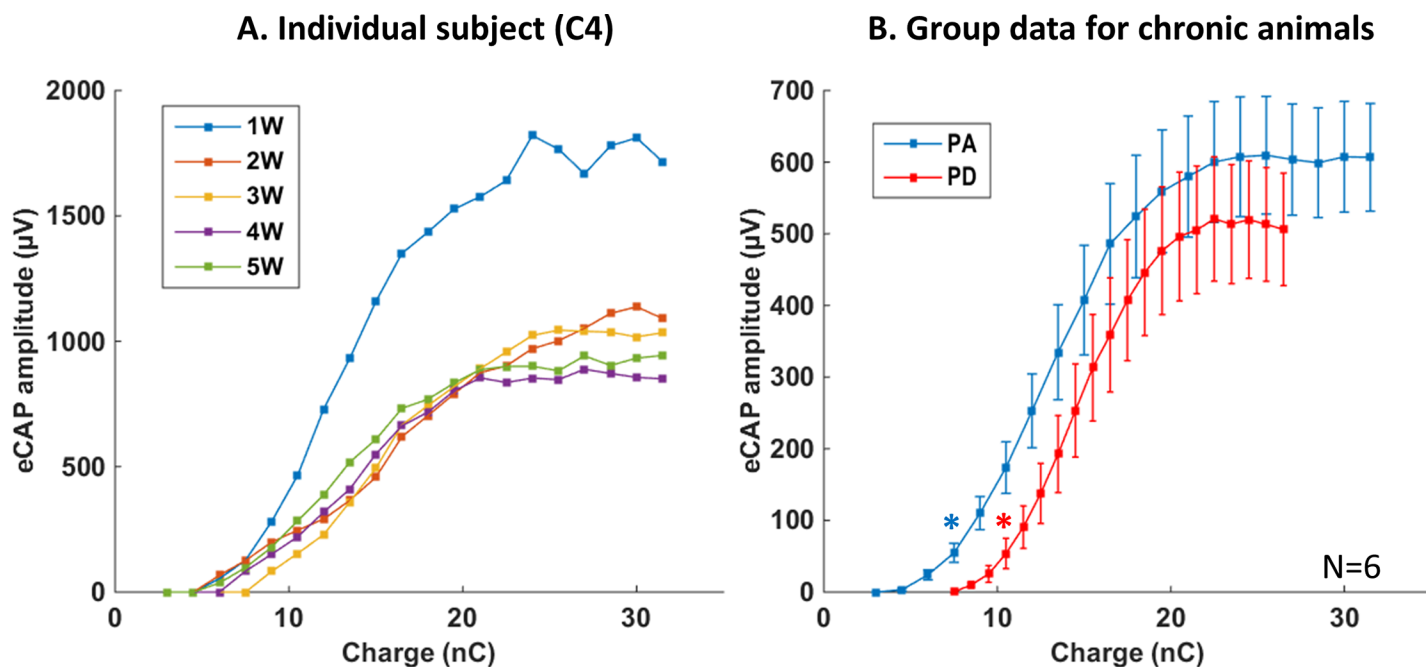 A. Individual subject (C4)
2000
1500
1000
500
0
eCAP amplitude (µV)
1W
2W
3W
4W
5W
0
10
20
30
Charge (nC)
B. Group data for chronic animals
700
600
500
400
300
200
100
0
eCAP amplitude (µV)
PA
PD
*
*
N=6
0
10
20
30
Charge (nC)